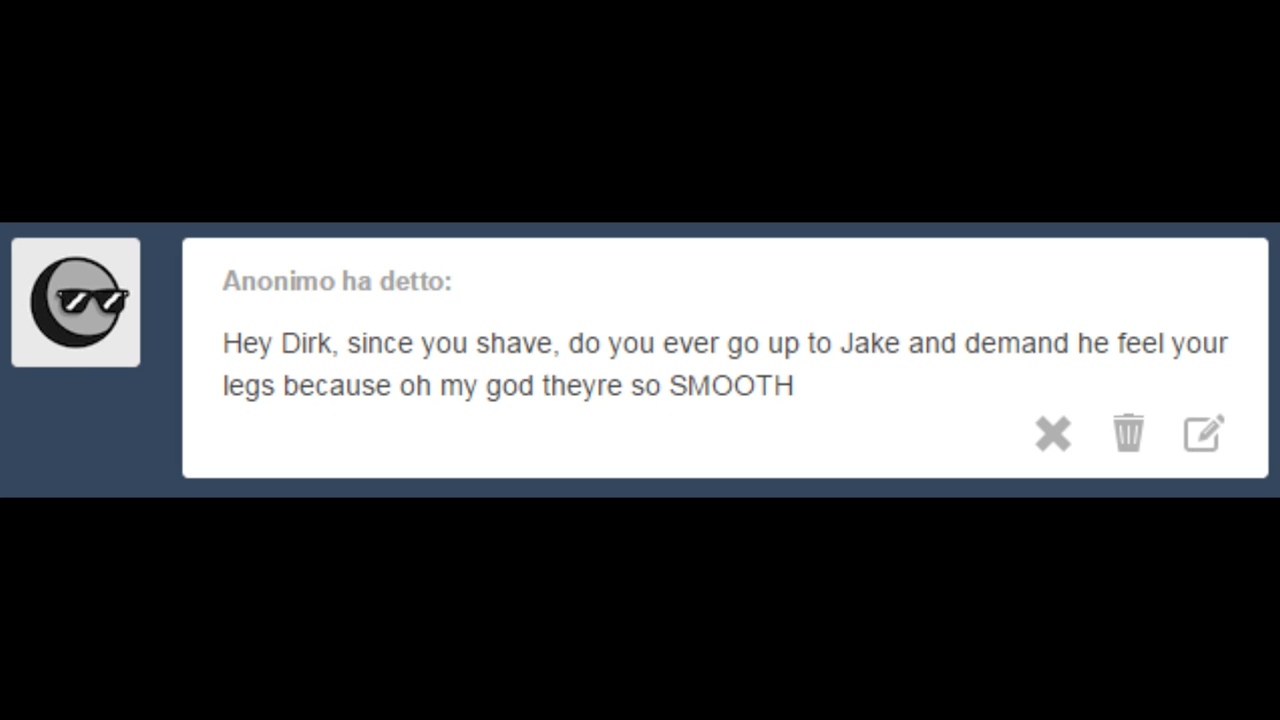 Anonimo ha detto:
Hey Dirk, since you shave, do you ever go up to Jake and demand he feel your
legs because oh my god theyre so SMOOTH